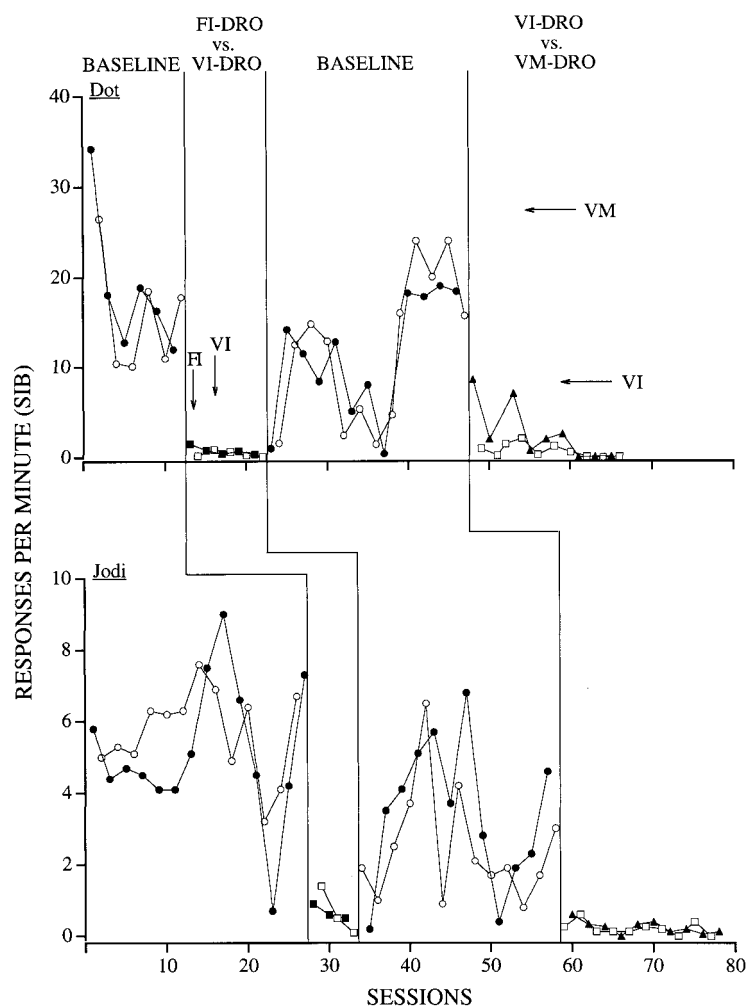 FI-DRO VI-DRO
vs. vs.
BASELINE VI-DRO BASELINE VM-DRO
40 Dot
30
VM
20
VI
10 FI
VI
0
RESPONSES PER MINUTE (SIB)
10 Jodi
8
6
4
2
0
10 20 30 40 50 60 70 80
SESSIONS